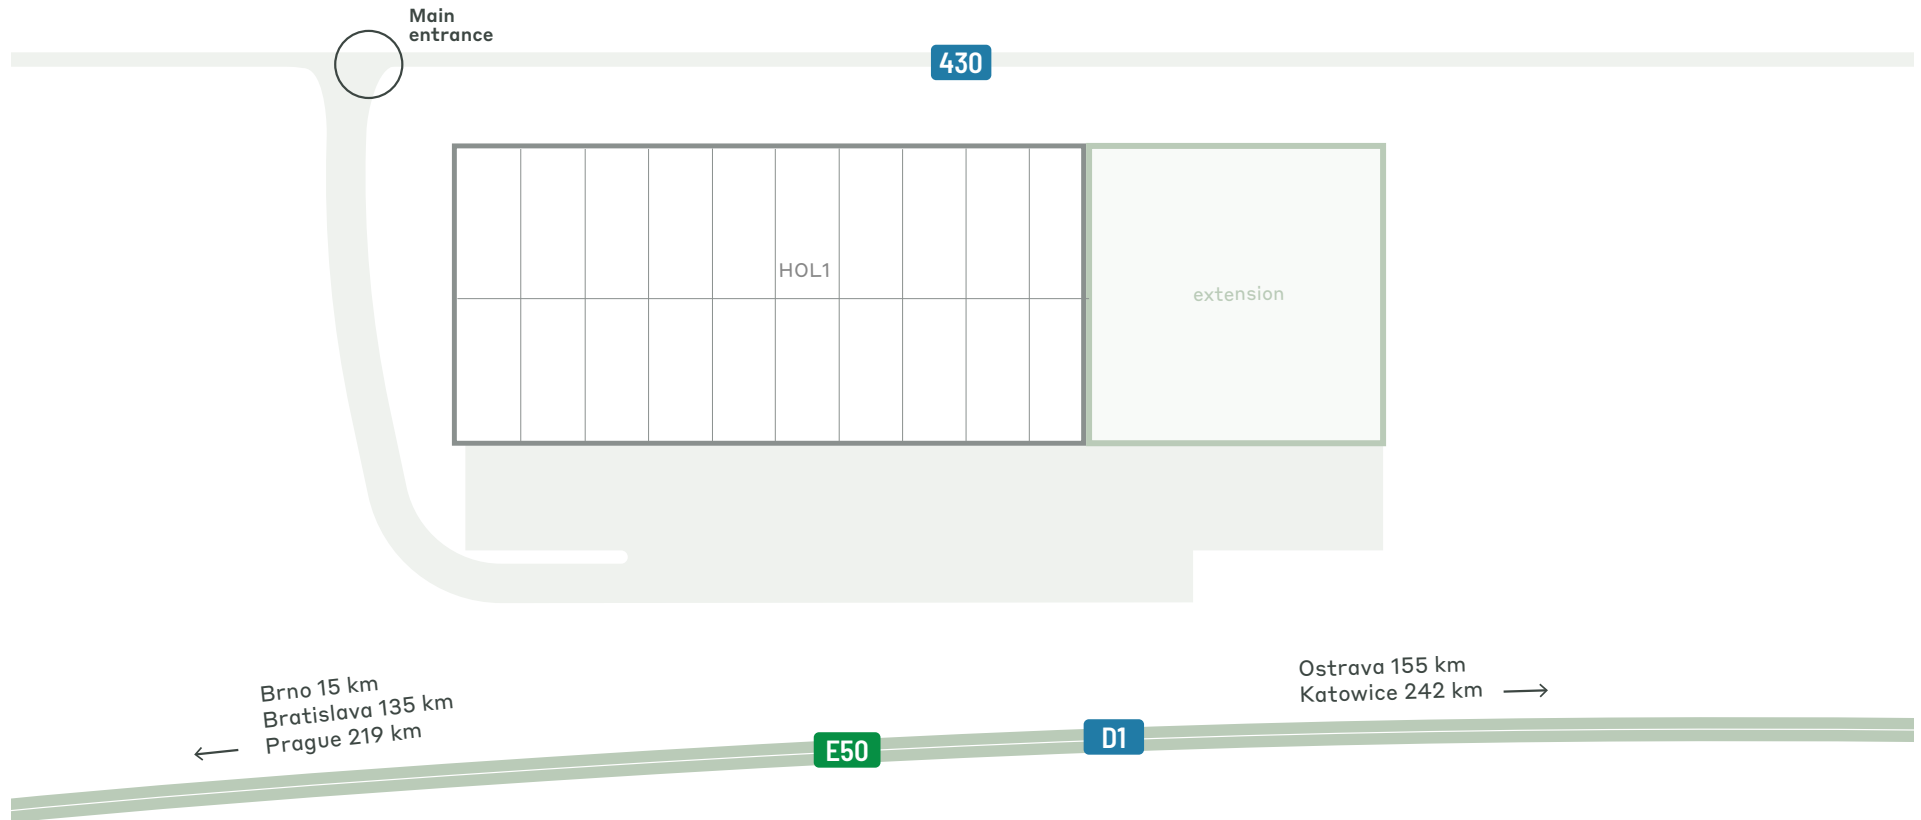 Main
entrance
430
HOL1
extension
Ostrava 155 km
Katowice 242 km
Brno 15 km
Bratislava 135 km
Prague 219 km
E50
D1